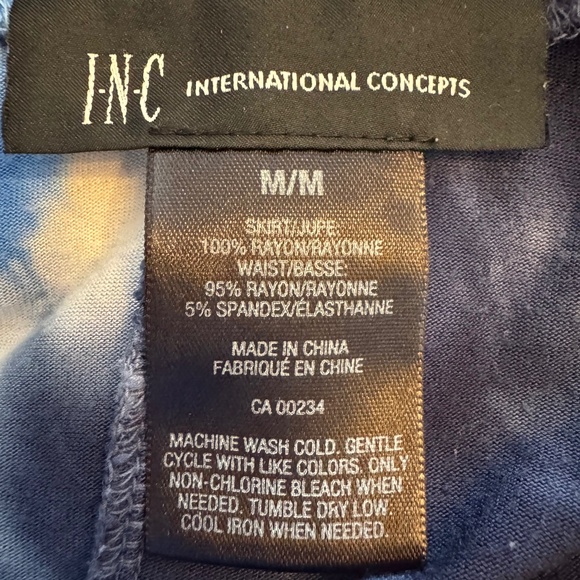 I·N·C INTERNATIONAL CONCEPTS
M/M
SKIRT/JUPE:
100% RAYON/RAYONNE
WAIST/BASSE:
95% RAYON/RAYONNE
5% SPANDEX/ÉLASTHANNE
MADE IN CHINA
FABRIQUÉ EN CHINE
CA 00234
MACHINE WASH COLD. GENTLE
CYCLE WITH LIKE COLORS. ONLY
NON-CHLORINE BLEACH WHEN
NEEDED. TUMBLE DRY LOW.
COOL IRON WHEN NEEDED.